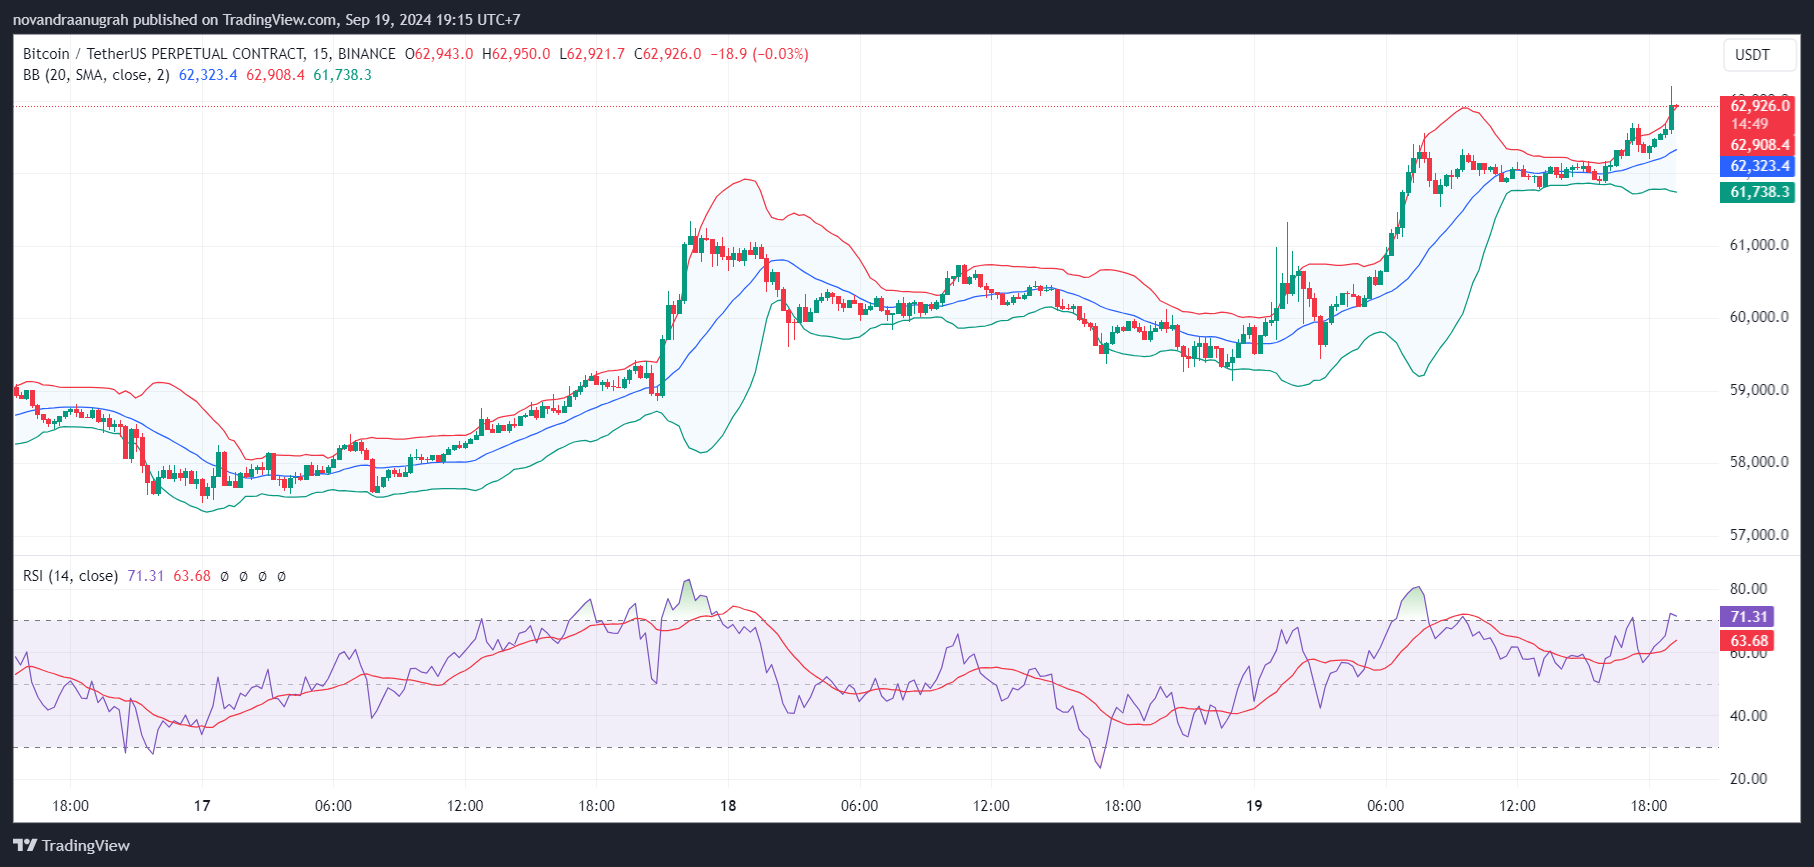 novandraanugrah published on TradingView.com, Sep 19, 2024 19:15 UTC+7
Bitcoin / TetherUS PERPETUAL CONTRACT, 15, BINANCE O62,943.0 H62,950.0 L62,921.7 C62,926.0 −18.9 (−0.03%)
BB (20, SMA, close, 2) 62,323.4 62,908.4 61,738.3
USDT
62,926.0
14:49
62,908.4
62,323.4
61,738.3
61,000.0
60,000.0
59,000.0
58,000.0
57,000.0
RSI (14, close) 71.31 63.68 Ø Ø Ø Ø
80.00
71.31
63.68
60.00
40.00
20.00
18:00 17 06:00 12:00 18:00 18 06:00 12:00 18:00 19 06:00 12:00 18:00
TradingView